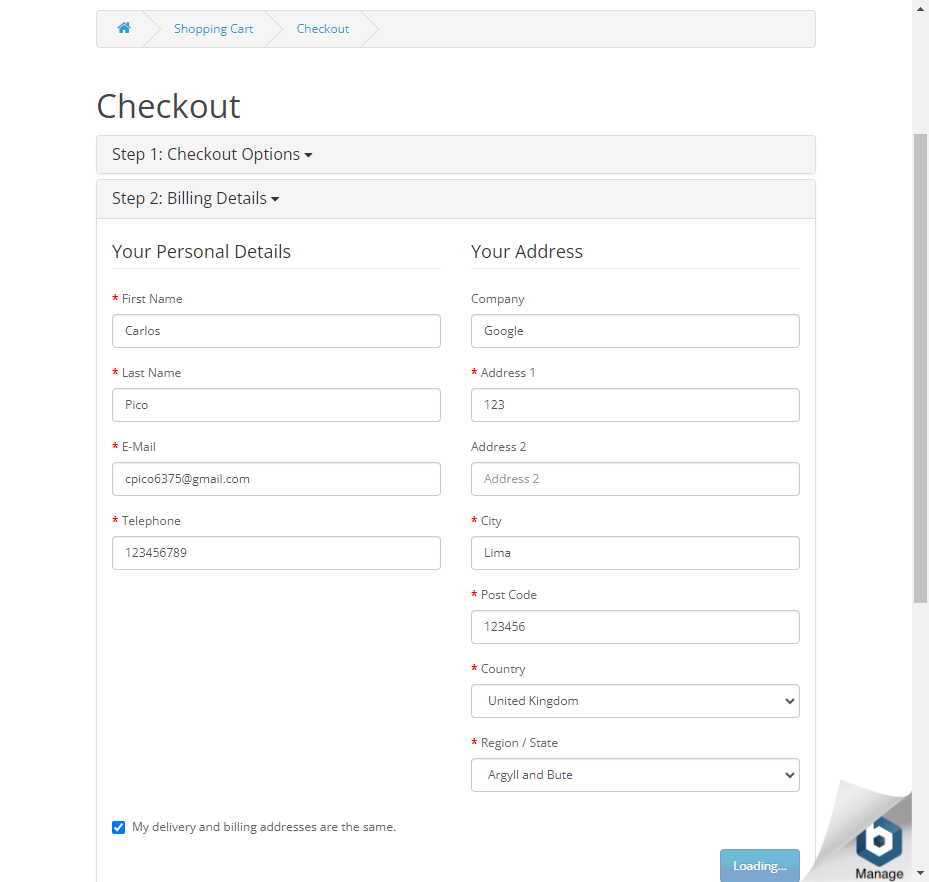 Shopping Cart
Checkout
Checkout
Step 1: Checkout Options
Step 2: Billing Details
Your Personal Details
* First Name
Carlos
* Last Name
Pico
* E-Mail
cpico6375@gmail.com
* Telephone
123456789
Your Address
Company
Google
* Address 1
123
Address 2
Address 2
* City
Lima
* Post Code
123456
* Country
United Kingdom
* Region / State
Argyll and Bute
My delivery and billing addresses are the same.
Loading...
b
Manage